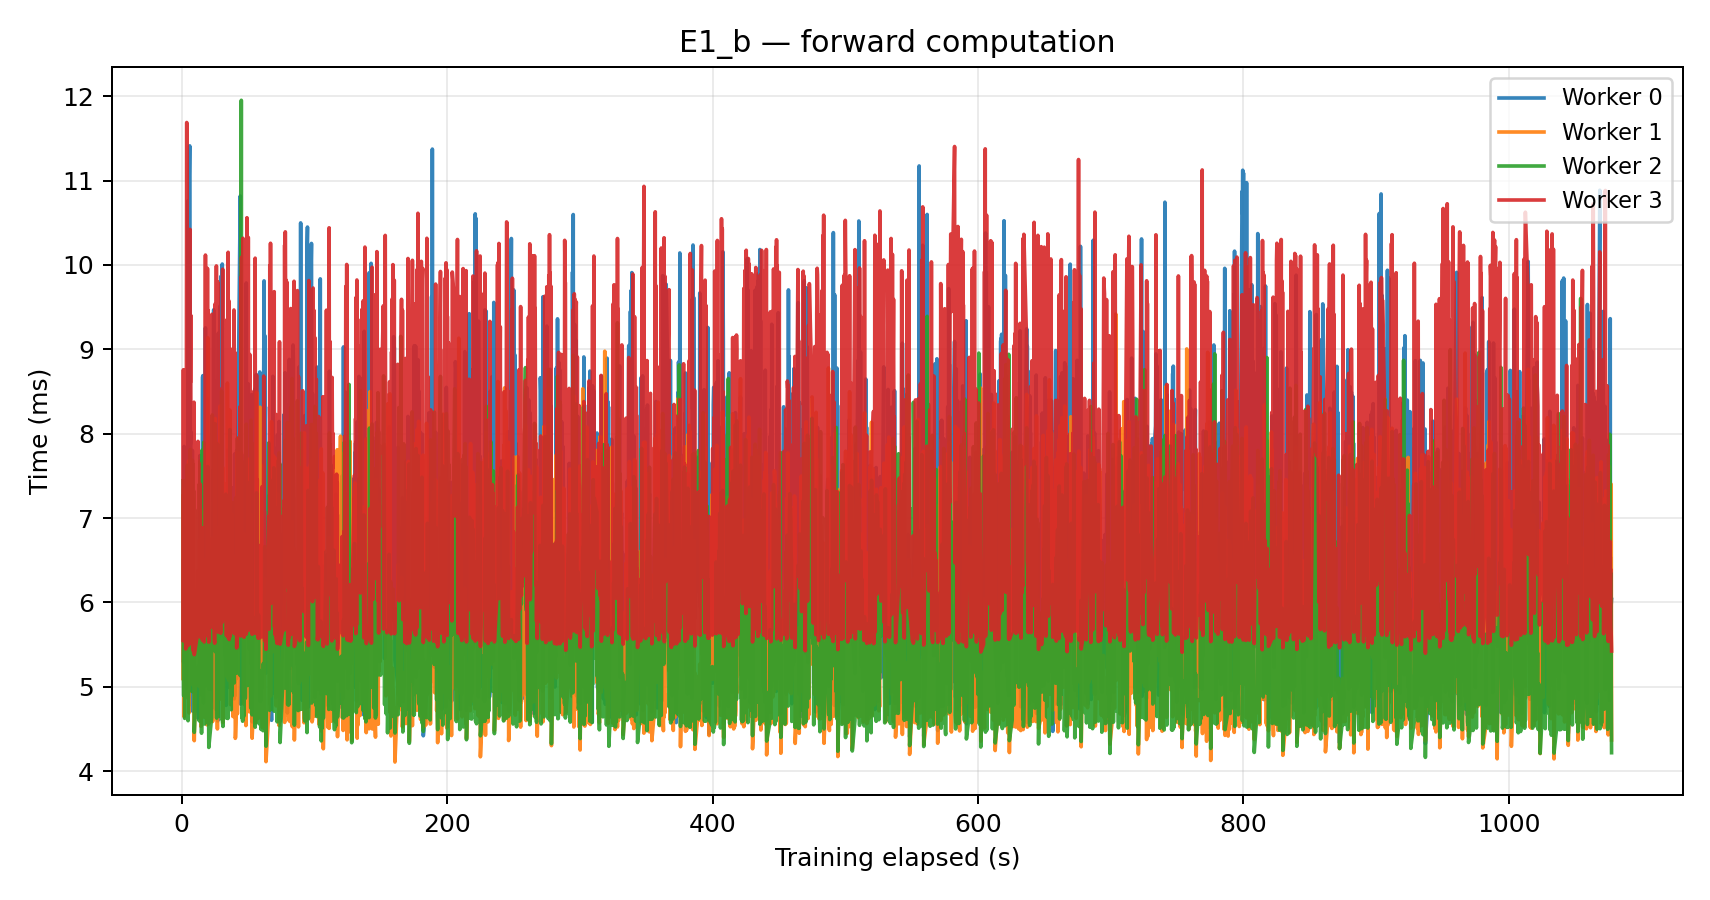 E1_b — forward computation
12
11
10
9
8
7
6
5
4
Time (ms)
0
200
400
600
800
1000
Training elapsed (s)
Worker 0
Worker 1
Worker 2
Worker 3